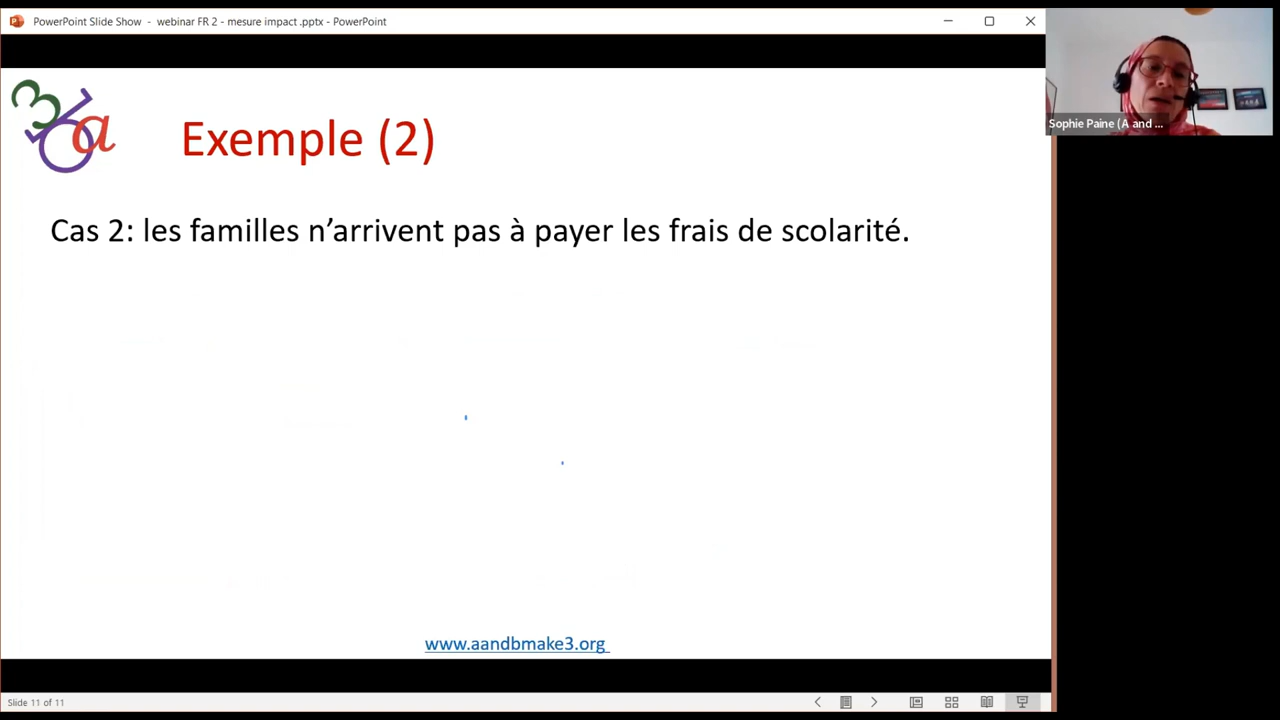 PowerPoint Slide Show - webinar FR 2 - mesure impact .pptx - PowerPoint
Sophie Paine (A and ...
36a
Exemple (2)
Cas 2: les familles n’arrivent pas à payer les frais de scolarité.
www.aandbmake3.org
Slide 11 of 11